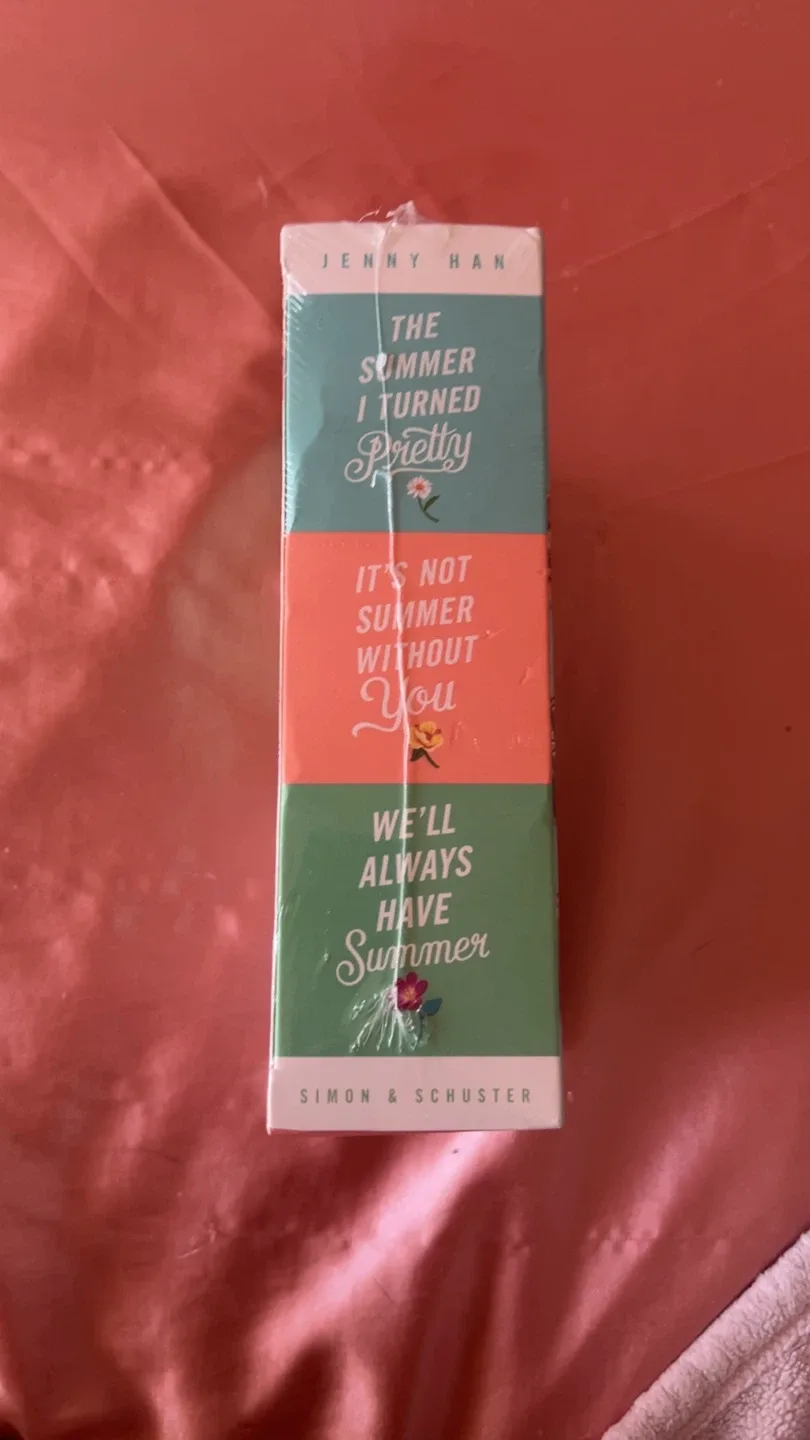 JENNY HAN
THE
SUMMER
I TURNED
Pretty
IT'S NOT
SUMMER
WITHOUT
You
WE'LL
ALWAYS
HAVE
Summer
SIMON & SCHUSTER